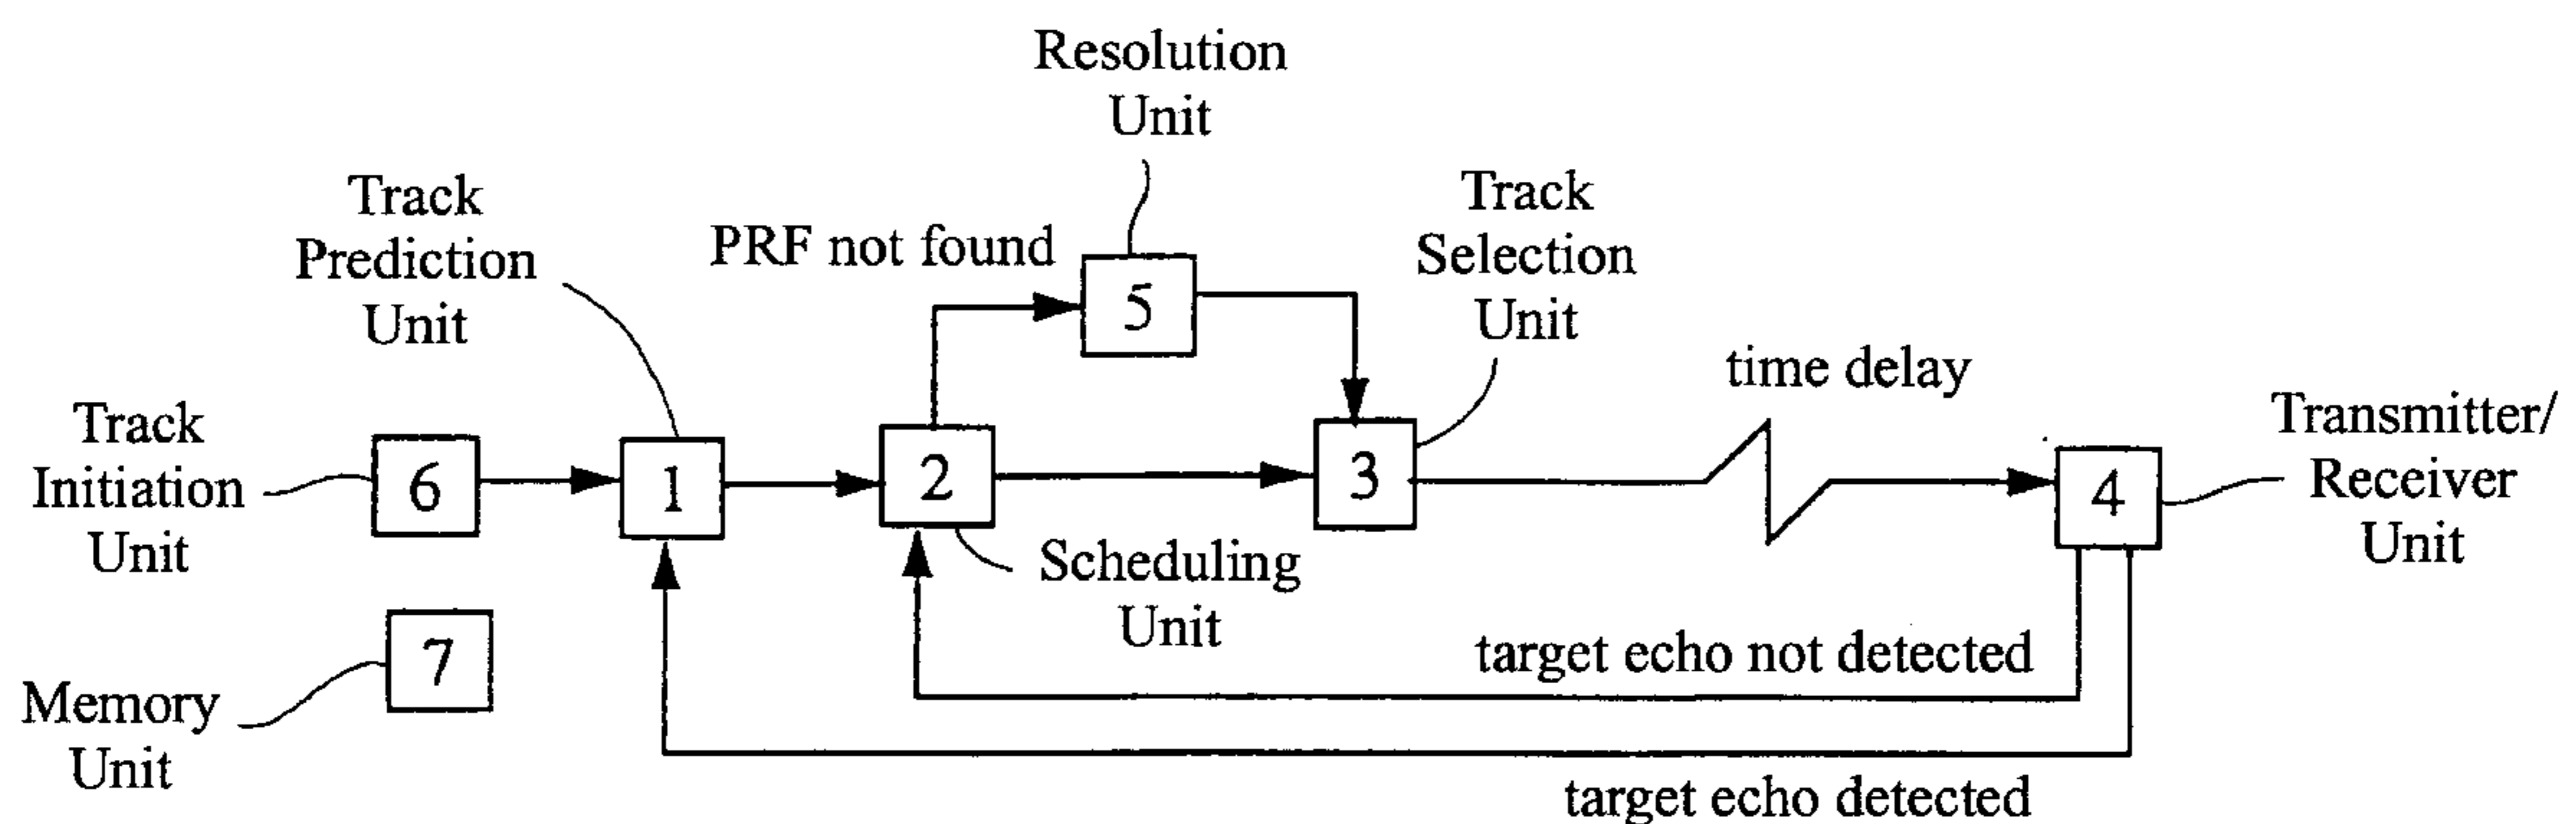 Resolution
Unit
Track
Prediction
Unit
PRF not found
5
Track
Selection
Unit
time delay
Track
Initiation
Unit
6
1
2
3
4
Transmitter/
Receiver
Unit
Scheduling
Unit
7
Memory
Unit
target echo not detected
target echo detected